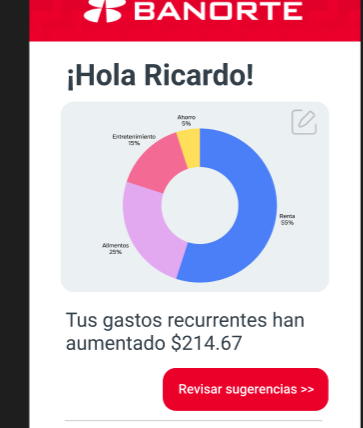 BANORTE
¡Hola Ricardo!
Ahorro
5%
Entretenimiento
15%
Renta
55%
Alimentos
25%
Tus gastos recurrentes han
aumentado $214.67
Revisar sugerencias >>